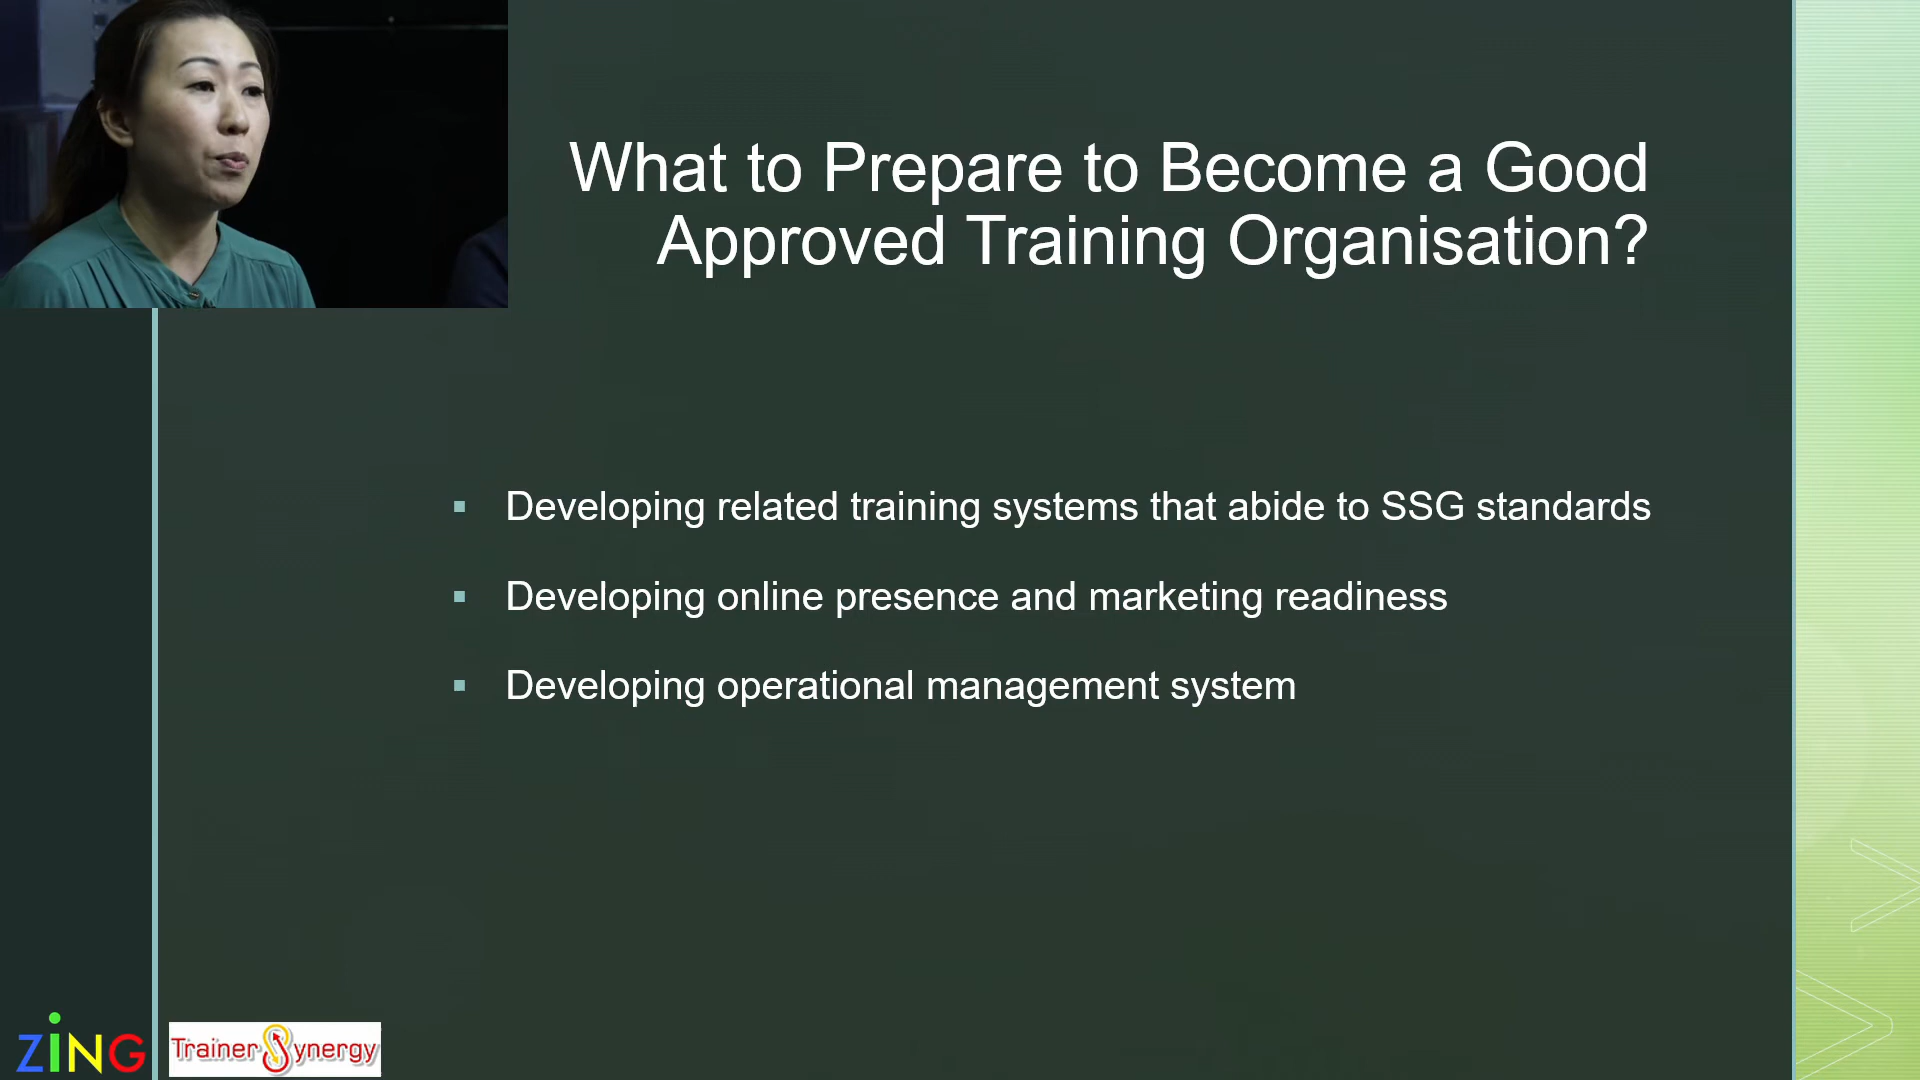 What to Prepare to Become a Good
Approved Training Organisation?
Developing related training systems that abide to SSG standards
Developing online presence and marketing readiness
Developing operational management system
ZiNG
Trainer Synergy